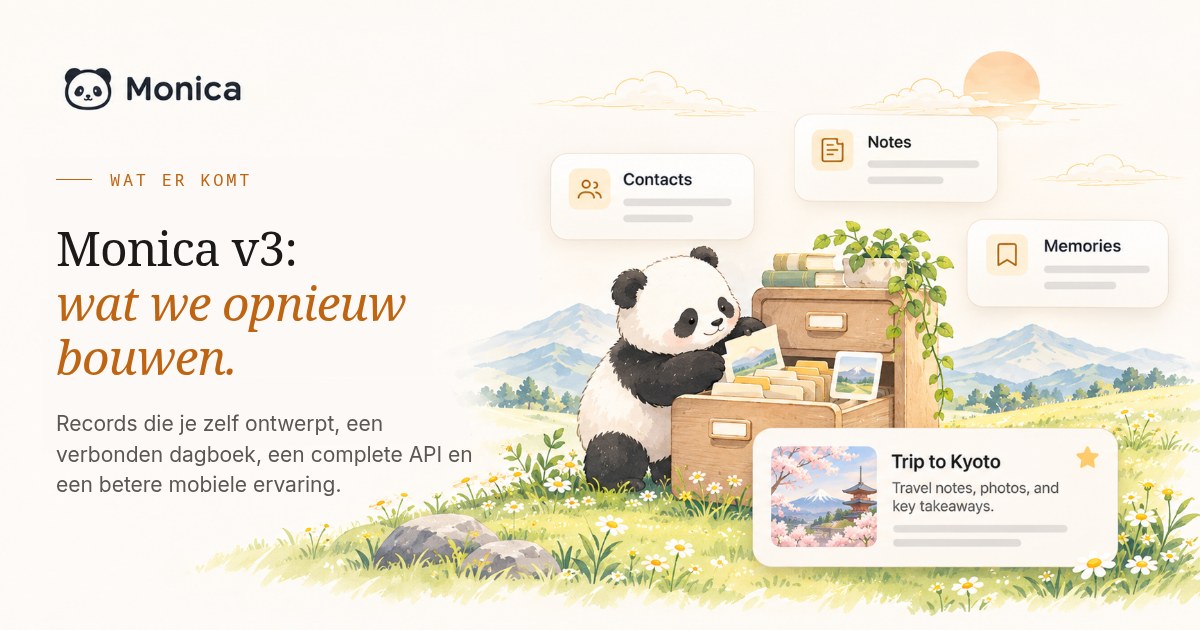 Monica
WAT ER KOMT
Monica v3:
wat we opnieuw
bouwen.
Records die je zelf ontwerpt, een
verbonden dagboek, een complete API en
een betere mobiele ervaring.
Contacts
Notes
Memories
Trip to Kyoto
Travel notes, photos, and
key takeaways.